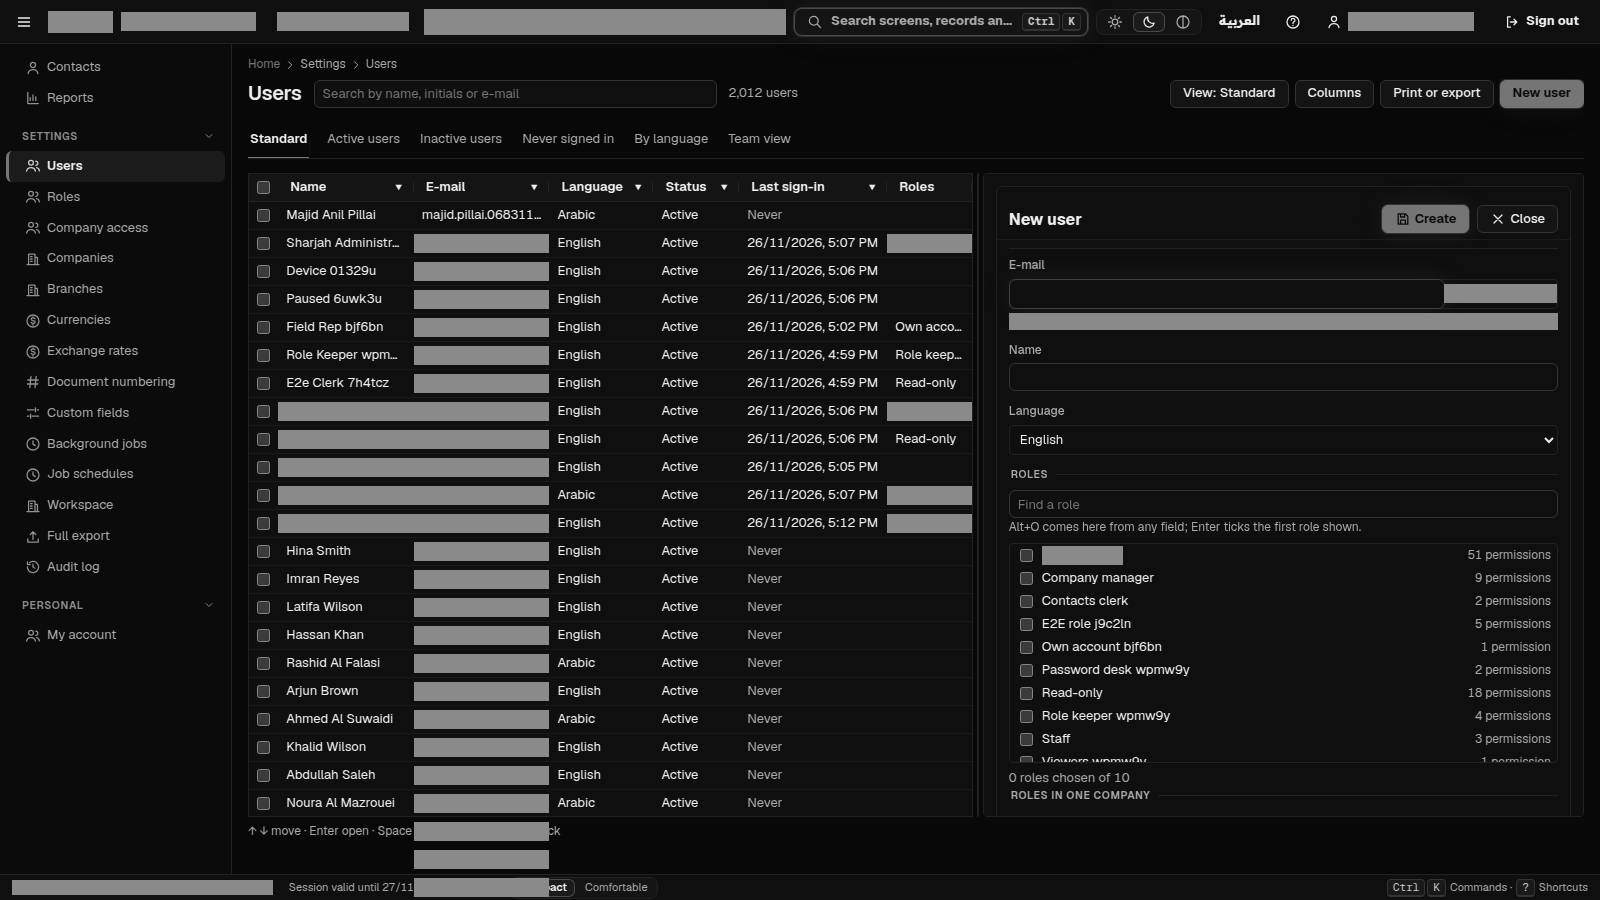 Search screens, records an... Ctrl K
العربية
Sign out
Contacts
Reports
SETTINGS
Users
Roles
Company access
Companies
Branches
Currencies
Exchange rates
Document numbering
Custom fields
Background jobs
Job schedules
Workspace
Full export
Audit log
PERSONAL
My account
Home > Settings > Users
Users
Search by name, initials or e-mail
2,012 users
View: Standard
Columns
Print or export
New user
Standard Active users Inactive users Never signed in By language Team view
Name E-mail Language Status Last sign-in Roles
Majid Anil Pillai majid.pillai.068311... Arabic Active Never
Sharjah Administr... English Active 26/11/2026, 5:07 PM
Device 01329u English Active 26/11/2026, 5:06 PM
Paused 6uwk3u English Active 26/11/2026, 5:06 PM
Field Rep bjf6bn English Active 26/11/2026, 5:02 PM Own acco...
Role Keeper wpm... English Active 26/11/2026, 4:59 PM Role keep...
E2e Clerk 7h4tcz English Active 26/11/2026, 4:59 PM Read-only
English Active 26/11/2026, 5:06 PM
English Active 26/11/2026, 5:06 PM Read-only
English Active 26/11/2026, 5:05 PM
Arabic Active 26/11/2026, 5:07 PM
English Active 26/11/2026, 5:12 PM
Hina Smith English Active Never
Imran Reyes English Active Never
Latifa Wilson English Active Never
Hassan Khan English Active Never
Rashid Al Falasi Arabic Active Never
Arjun Brown English Active Never
Ahmed Al Suwaidi Arabic Active Never
Khalid Wilson English Active Never
Abdullah Saleh English Active Never
Noura Al Mazrouei Arabic Active Never
↑↓ move · Enter open · Space
New user
Create
Close
E-mail
Name
Language
English
ROLES
Find a role
Alt+O comes here from any field; Enter ticks the first role shown.
51 permissions
Company manager 9 permissions
Contacts clerk 2 permissions
E2E role j9c2ln 5 permissions
Own account bjf6bn 1 permission
Password desk wpmw9y 2 permissions
Read-only 18 permissions
Role keeper wpmw9y 4 permissions
Staff 3 permissions
Viewers wpmw9y 1 permission
0 roles chosen of 10
ROLES IN ONE COMPANY
Session valid until 27/11
Comfortable
Ctrl K Commands · ? Shortcuts